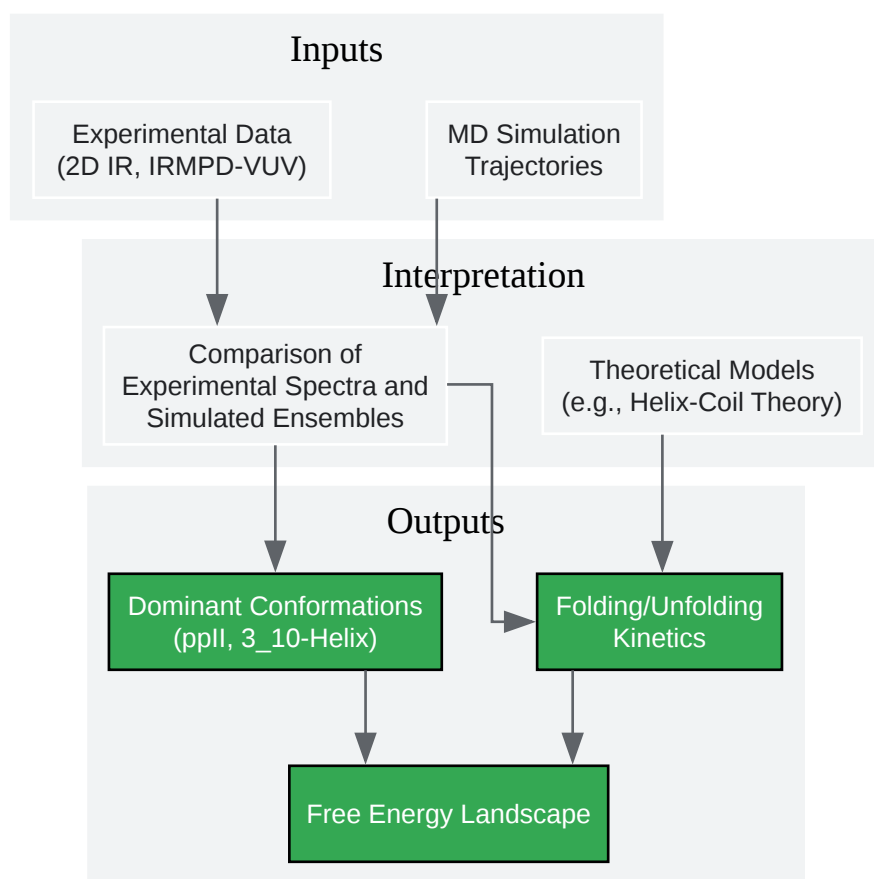 Inputs
Experimental Data
(2D IR, IRMPD-VUV)
MD Simulation
Trajectories
Interpretation
Comparison of
Experimental Spectra and
Simulated Ensembles
Theoretical Models
(e.g., Helix-Coil Theory)
Outputs
Dominant Conformations
(ppII, 3_10-Helix)
Folding/Unfolding
Kinetics
Free Energy Landscape